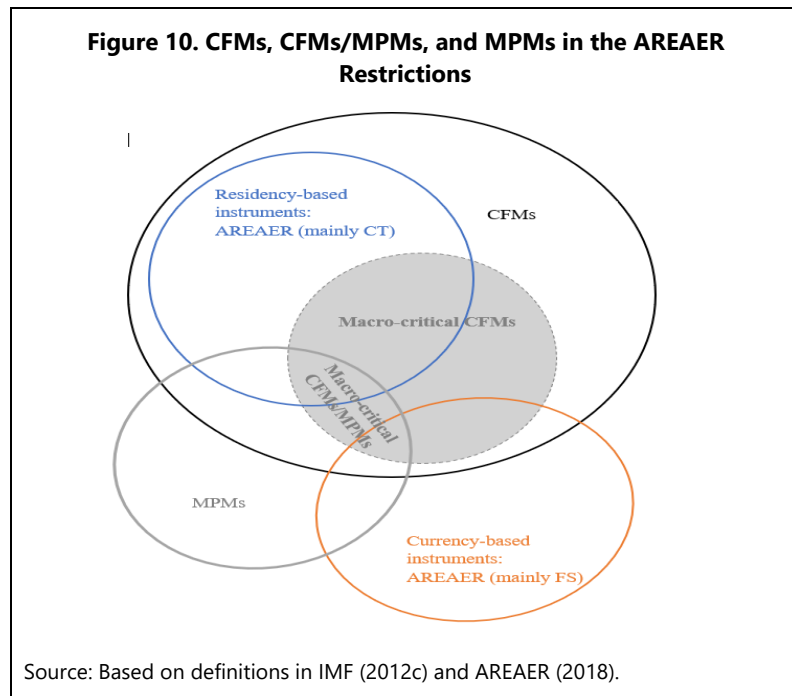 Figure 10. CFMs, CFMs/MPMs, and MPMs in the AREAER
Restrictions
Residency-based
instruments:
AREAER (mainly CT)
CFMs
Macro-critical CFMs
Macro-critical
CFMs/MPMs
MPMs
Currency-based
instruments:
AREAER (mainly FS)
Source: Based on definitions in IMF (2012c) and AREAER (2018).